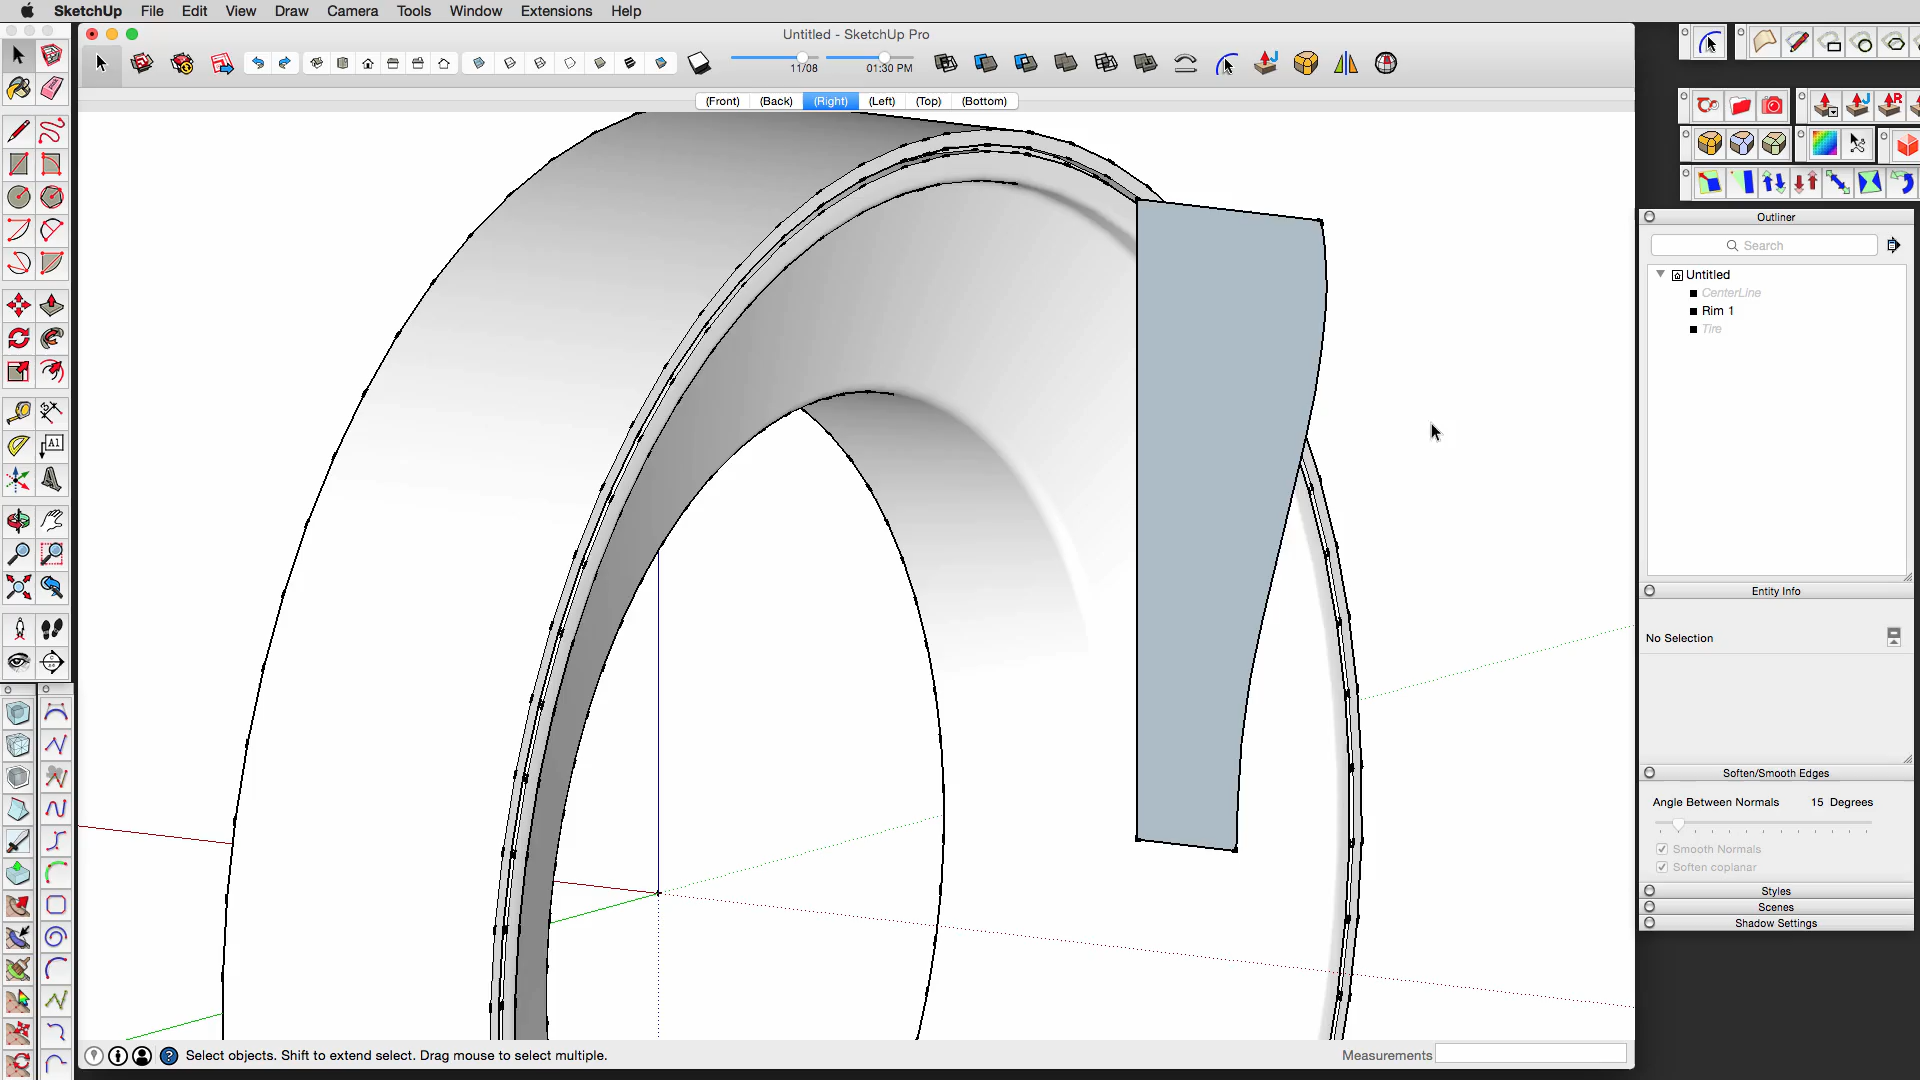 SketchUp File Edit View Draw Camera Tools Window Extensions Help
Untitled - SketchUp Pro
11/08 01:30 PM
(Front) (Back) (Right) (Left) (Top) (Bottom)
A1
J R
Outliner
Search
Untitled
CenterLine
Rim 1
Tire
Entity Info
No Selection
Soften/Smooth Edges
Angle Between Normals 15 Degrees
Smooth Normals
Soften coplanar
Styles
Scenes
Shadow Settings
Select objects. Shift to extend select. Drag mouse to select multiple.
Measurements